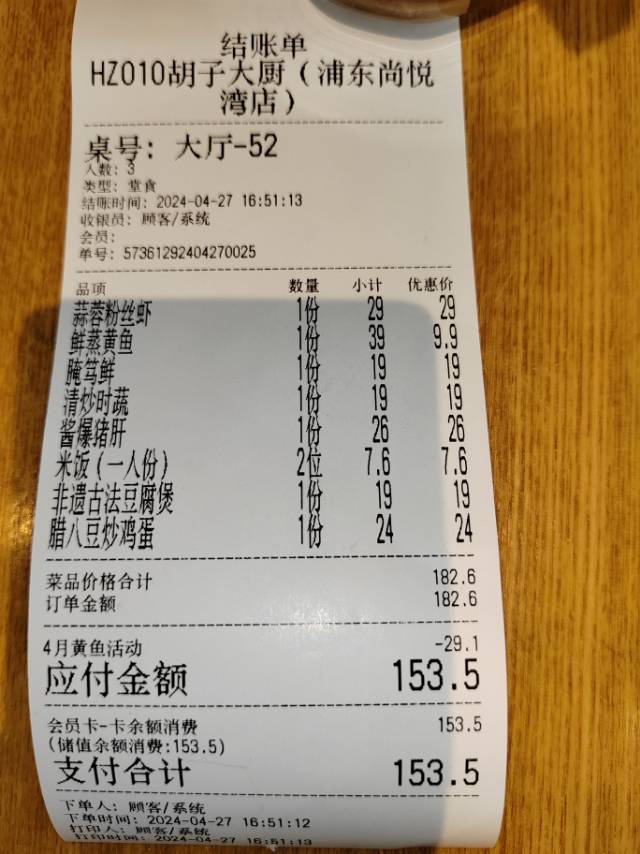 结账单
HZ010胡子大厨(浦东尚悦
湾店)
桌号: 大厅-52
人数: 3
类型: 堂食
结账时间: 2024-04-27 16:51:13
收银员: 顾客/系统
会员:
单号: 57361292404270025
品项 数量 小计 优惠价
蒜蓉粉丝虾 1份 29 29
鲜蒸黄鱼 1份 39 9.9
腌笃鲜 1份 19 19
清炒时蔬 1份 19 19
酱爆猪肝 1份 26 26
米饭(一人份) 2位 7.6 7.6
非遗古法豆腐煲 1份 19 19
腊八豆炒鸡蛋 1份 24 24
菜品价格合计 182.6
订单金额 182.6
4月黄鱼活动 -29.1
应付金额 153.5
会员卡-卡余额消费 153.5
(储值余额消费:153.5)
支付合计 153.5
下单人: 顾客/系统
下单时间: 2024-04-27 16:51:12
打印人: 顾客/系统
打印时间: 2024-04-27 16:51:13